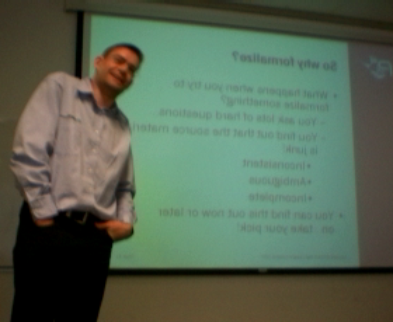 So why formalize?
• What happens when you try to
formalize something?
- You ask lots of hard questions
- You find out that the source materi
is junk!
•Inconsistent
•Ambiguous
•Incomplete
• You can find this out now or later
on - take your pick!